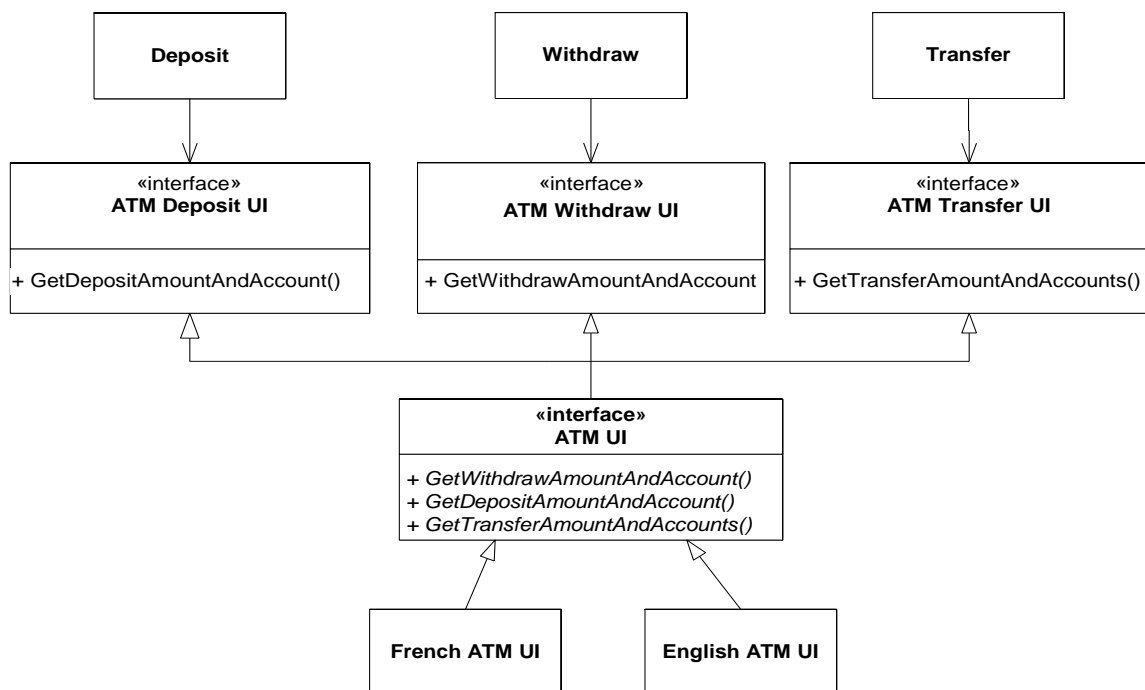 Deposit
Withdraw
Transfer
«interface»
ATM Deposit UI
+ GetDepositAmountAndAccount()
«interface»
ATM Withdraw UI
+ GetWithdrawAmountAndAccount
«interface»
ATM Transfer UI
+ GetTransferAmountAndAccounts()
«interface»
ATM UI
+ GetWithdrawAmountAndAccount()
+ GetDepositAmountAndAccount()
+ GetTransferAmountAndAccounts()
French ATM UI
English ATM UI